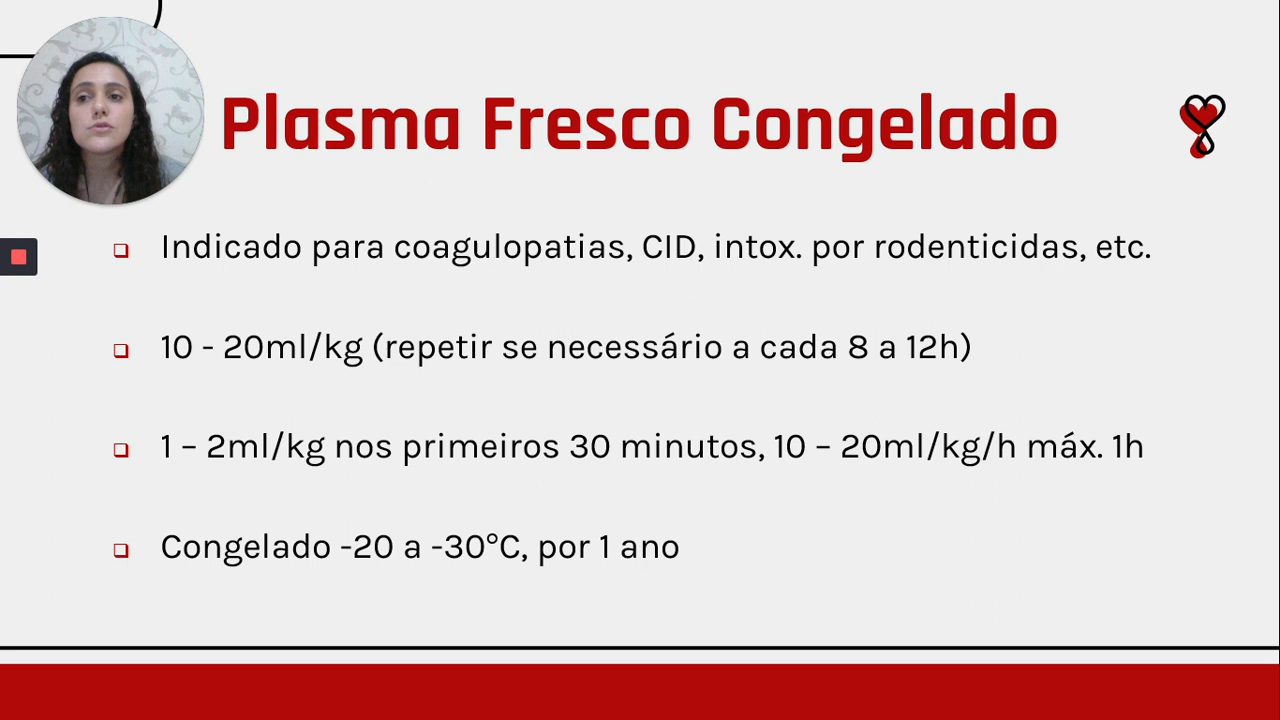 Plasma Fresco Congelado
Indicado para coagulopatias, CID, intox. por rodenticidas, etc.
10 - 20ml/kg (repetir se necessário a cada 8 a 12h)
1 – 2ml/kg nos primeiros 30 minutos, 10 – 20ml/kg/h máx. 1h
Congelado -20 a -30°C, por 1 ano